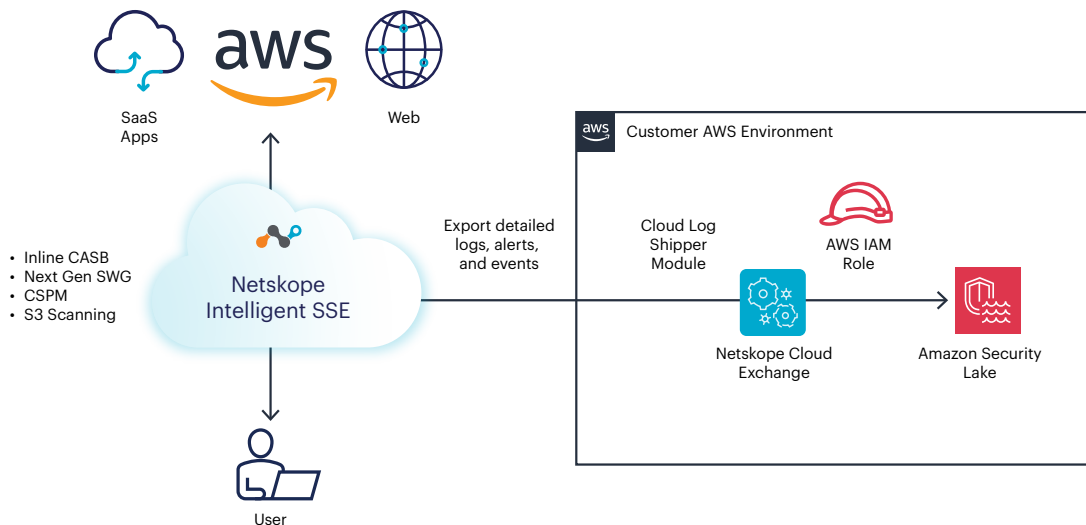 aws
SaaS
Apps
Web
aws
Customer AWS Environment
Export detailed
logs, alerts,
and events
Cloud Log
Shipper
Module
AWS IAM
Role
• Inline CASB
• Next Gen SWG
• CSPM
• S3 Scanning
Netskope
Intelligent SSE
Netskope Cloud
Exchange
Amazon Security
Lake
User